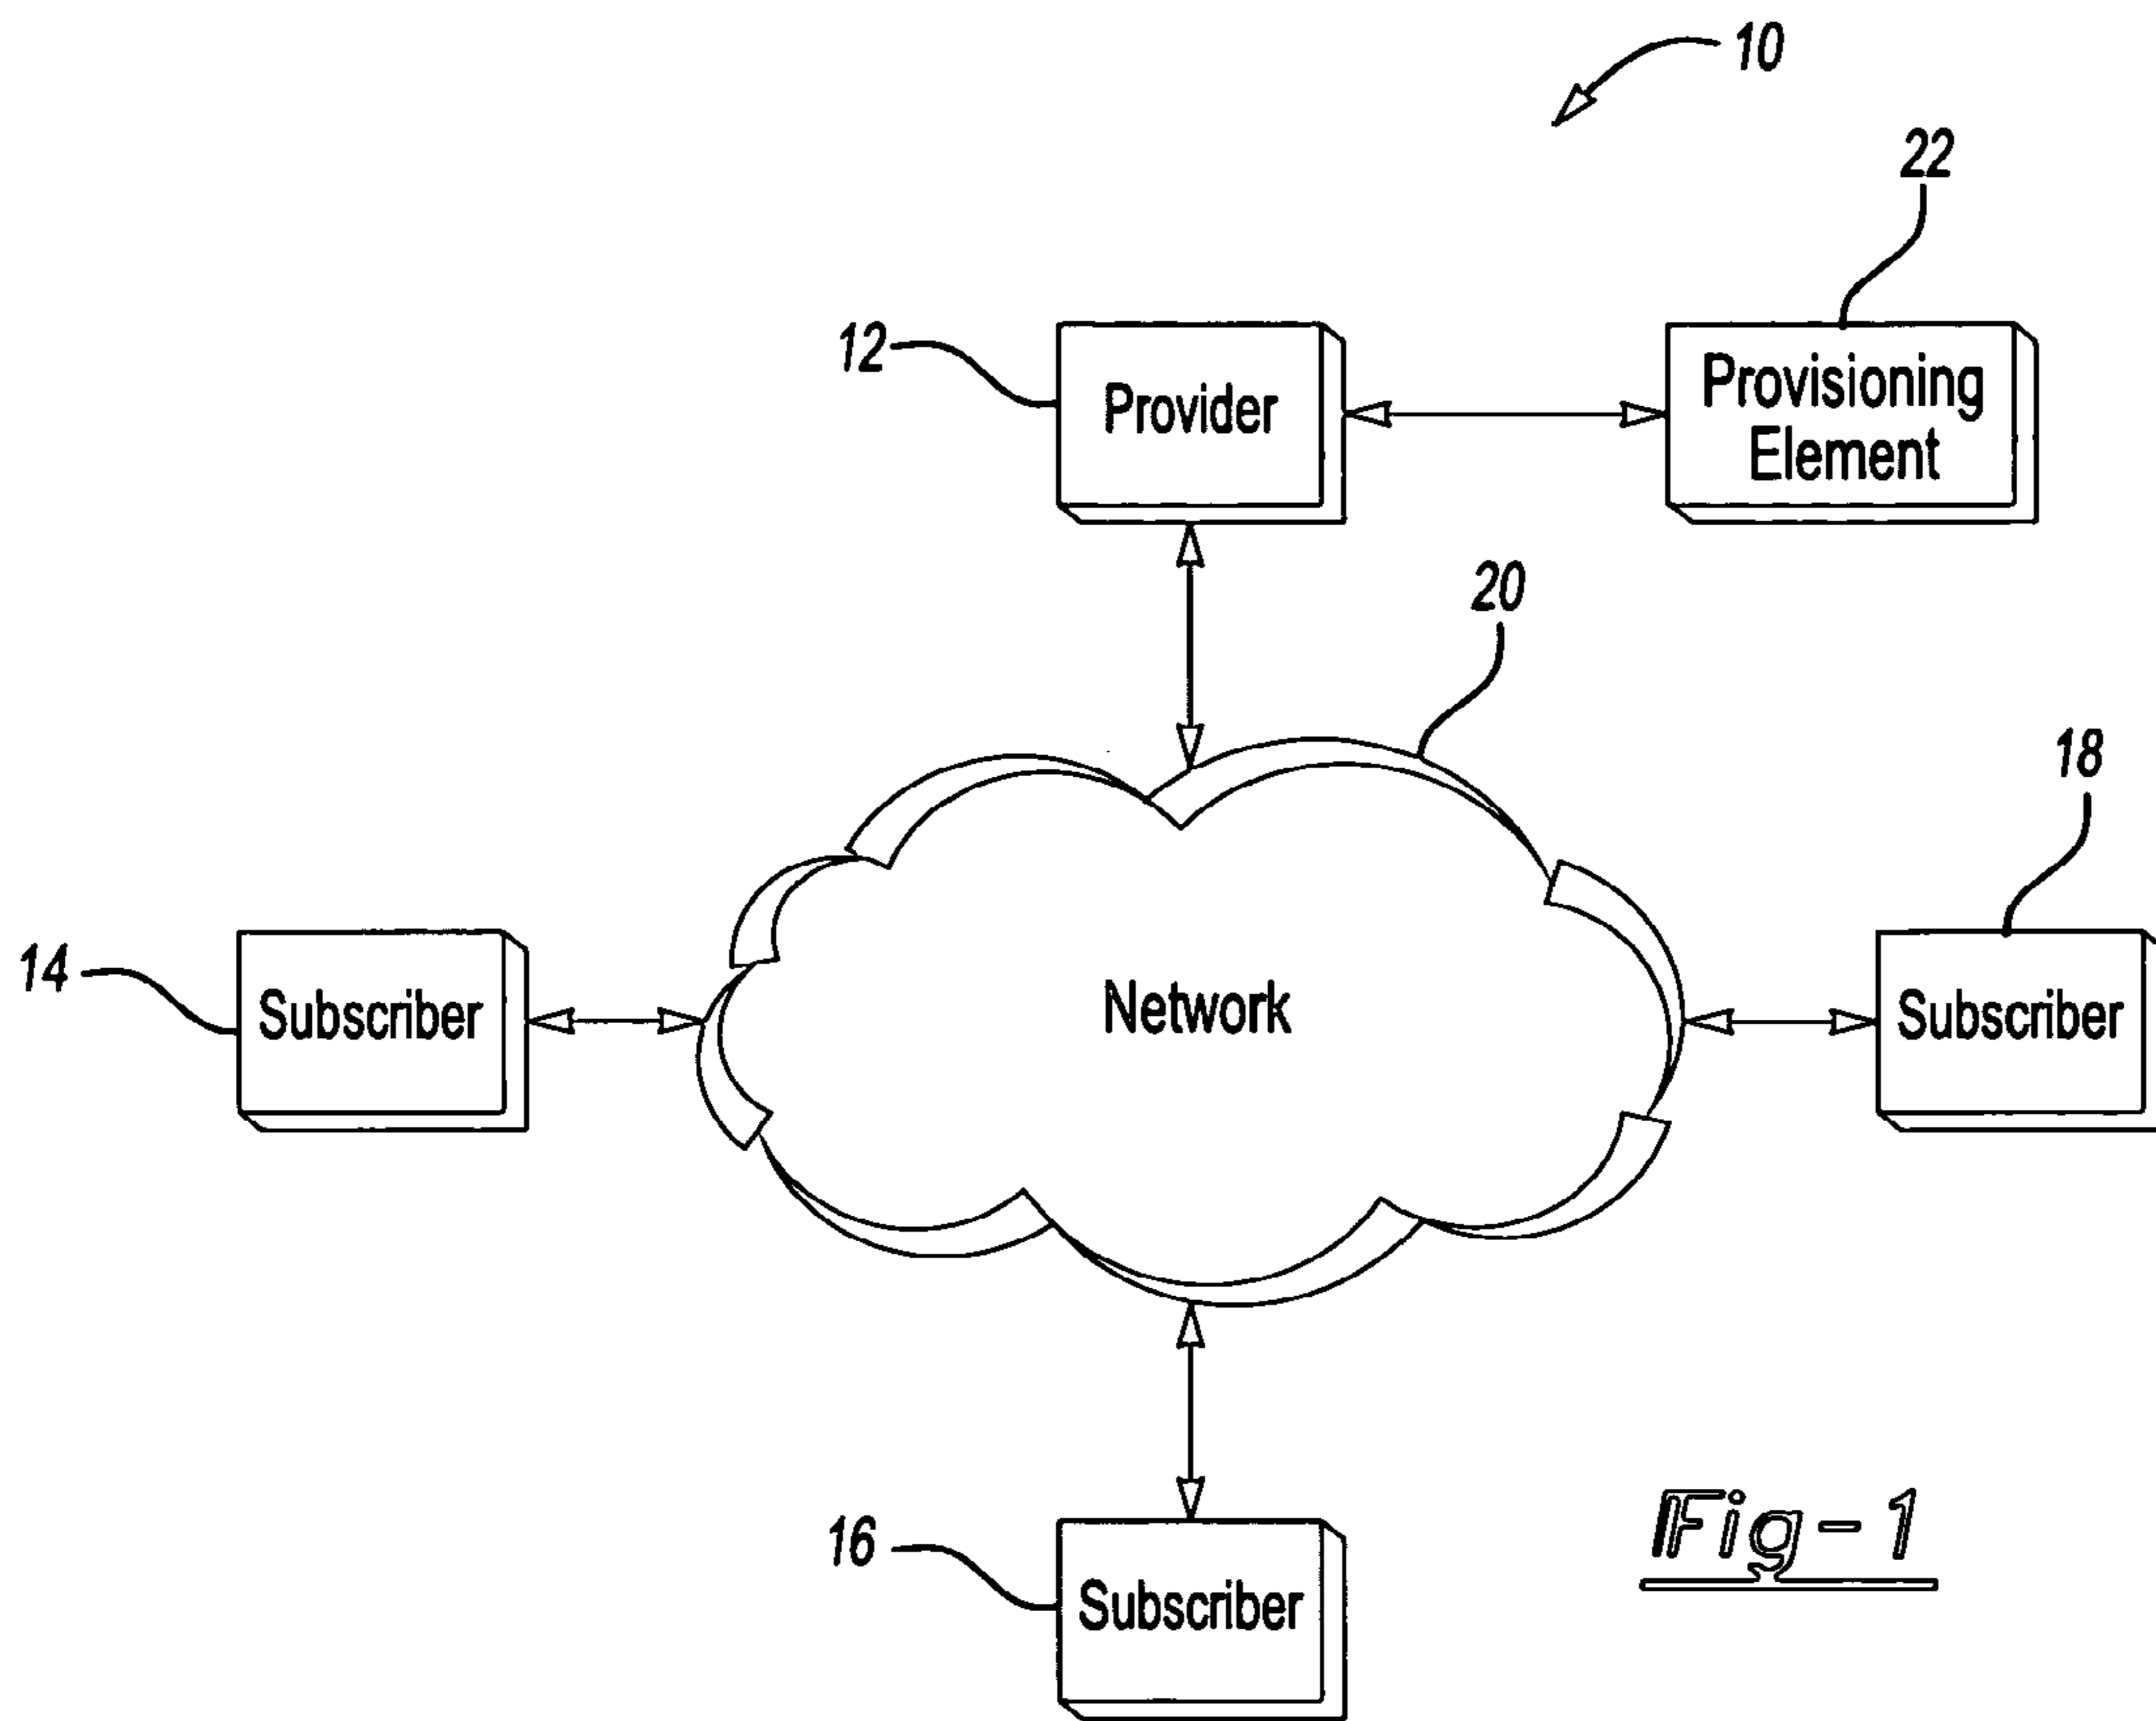 10
22
12
Provider
Provisioning
Element
20
18
14
Subscriber
Network
Subscriber
16
Subscriber
Fig-1